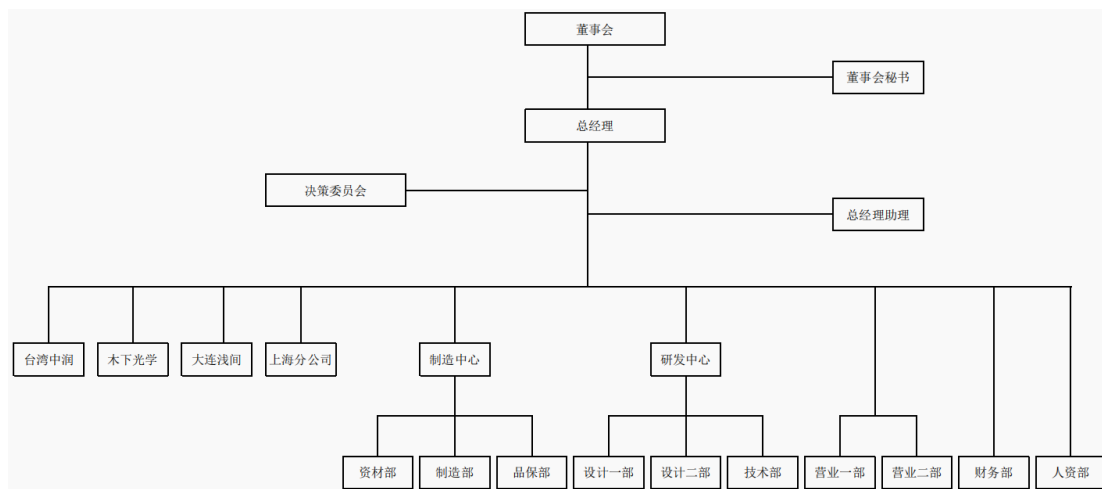 董事会
董事会秘书
总经理
决策委员会
总经理助理
台湾中润
木下光学
大连浅间
上海分公司
制造中心
研发中心
资材部
制造部
品保部
设计一部
设计二部
技术部
营业一部
营业二部
财务部
人资部